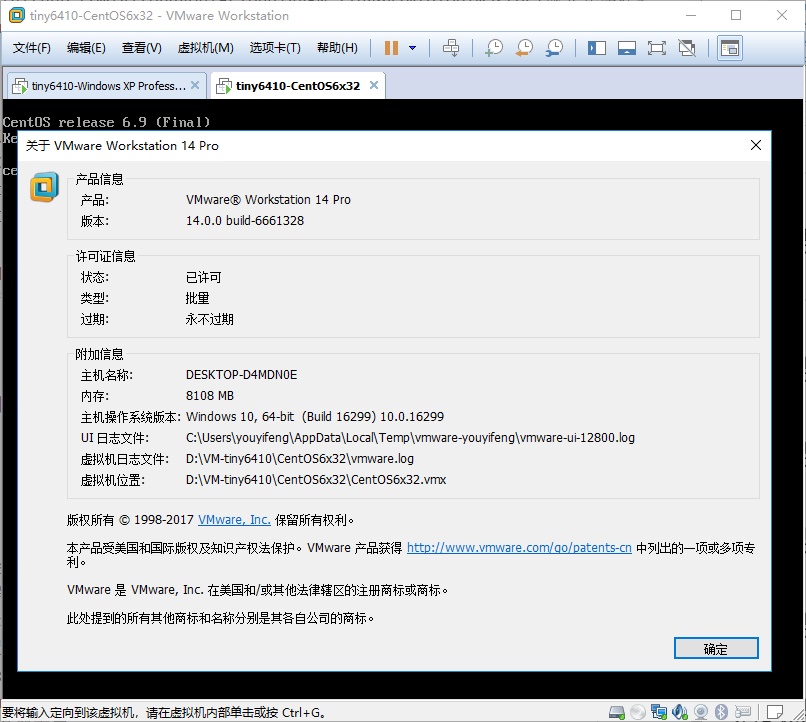 tiny6410-CentOS6x32 - VMware Workstation
文件(F) 编辑(E) 查看(V) 虚拟机(M) 选项卡(T) 帮助(H)
tiny6410-Windows XP Profess... tiny6410-CentOS6x32
CentOS release 6.9 (Final)
Ke
ce
关于 VMware Workstation 14 Pro
产品信息
产品: VMware® Workstation 14 Pro
版本: 14.0.0 build-6661328
许可证信息
状态: 已许可
类型: 批量
过期: 永不过期
附加信息
主机名称: DESKTOP-D4MDN0E
内存: 8108 MB
主机操作系统版本: Windows 10, 64-bit (Build 16299) 10.0.16299
UI 日志文件: C:\Users\youyifeng\AppData\Local\Temp\vmware-youyifeng\vmware-ui-12800.log
虚拟机日志文件: D:\VM-tiny6410\CentOS6x32\vmware.log
虚拟机位置: D:\VM-tiny6410\CentOS6x32\CentOS6x32.vmx
版权所有 © 1998-2017 VMware, Inc. 保留所有权利。
本产品受美国和国际版权及知识产权法保护。VMware 产品获得 http://www.vmware.com/go/patents-cn 中列出的一项或多项专
利。
VMware 是 VMware, Inc. 在美国和/或其他法律辖区的注册商标或商标。
此处提到的所有其他商标和名称分别是其各自公司的商标。
确定
要将输入定向到该虚拟机，请在虚拟机内部单击或按 Ctrl+G。